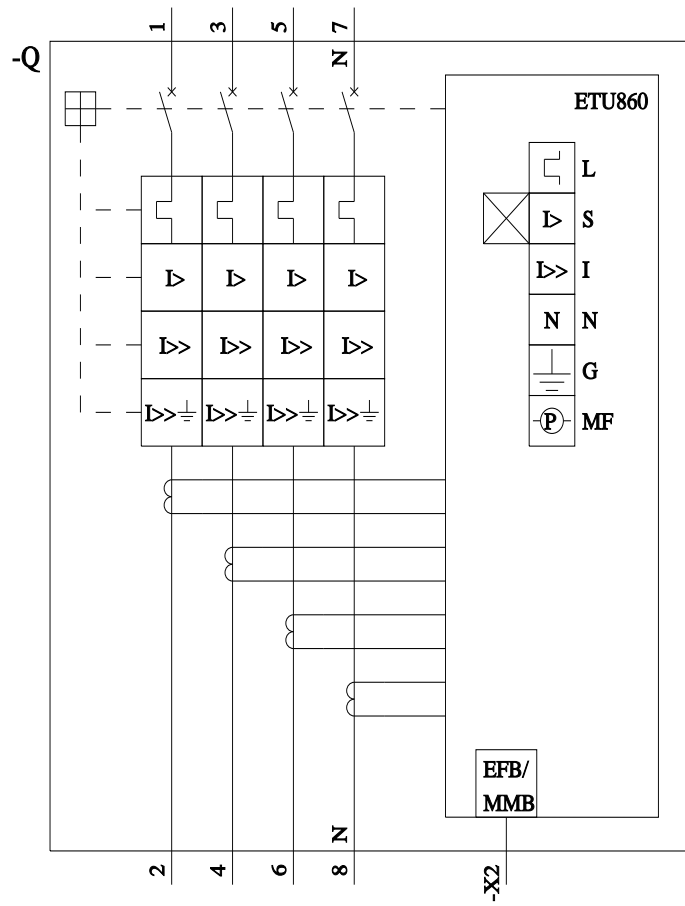 1 3 5 7
-Q
N
ETU860
L
I> S
I> I> I> I>
I>> I
I>> I>> I>> I>>
N N
G
I>> I>> I>> I>>
P MF
EFB/
MMB
N
2 4 6 8
-X2